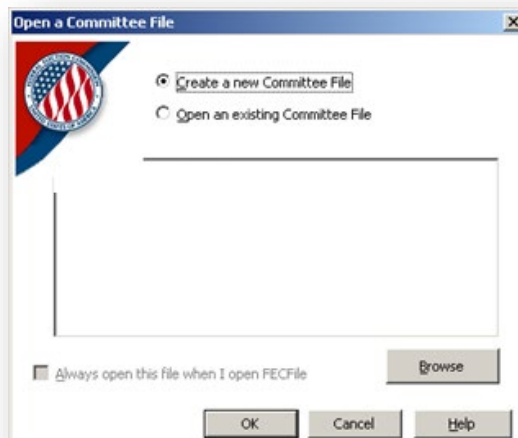 Open a Committee File
Create a new Committee File
Open an existing Committee File
Always open this file when I open FECFile
Browse
OK
Cancel
Help